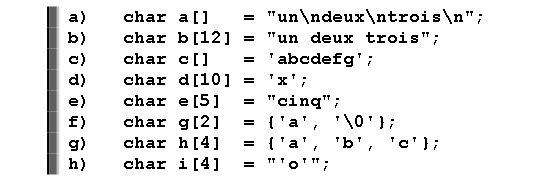 a) char a[] = "un\ndeux\ntrois\n";
b) char b[12] = "un deux trois";
c) char c[] = 'abcdefg';
d) char d[10] = 'x';
e) char e[5] = "cinq";
f) char g[2] = {'a', '\0'};
g) char h[4] = {'a', 'b', 'c'};
h) char i[4] = "'o'";